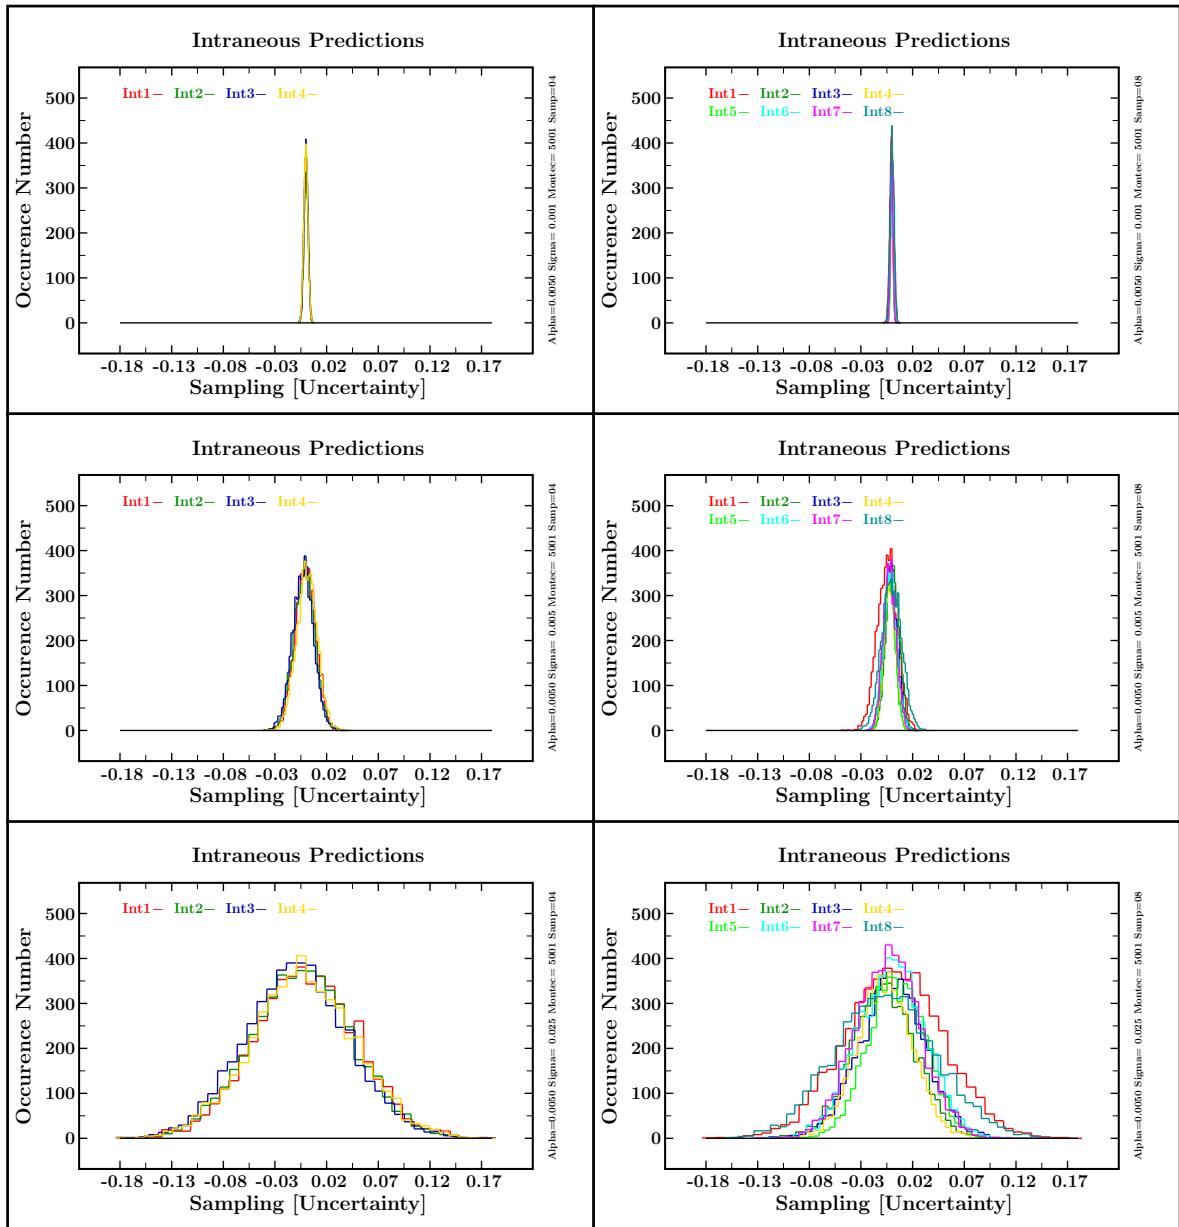 Intraneous Predictions
Int1- Int2- Int3- Int4-
500
400
300
200
100
0
Occurence Number
-0.18 -0.13 -0.08 -0.03 0.02 0.07 0.12 0.17
Sampling [Uncertainty]
Alpha=0.0050 Sigma= 0.001 Montec= 5001 Samp=04
Intraneous Predictions
Int1- Int2- Int3- Int4-
Int5- Int6- Int7- Int8-
500
400
300
200
100
0
Occurence Number
-0.18 -0.13 -0.08 -0.03 0.02 0.07 0.12 0.17
Sampling [Uncertainty]
Alpha=0.0050 Sigma= 0.001 Montec= 5001 Samp=08
Intraneous Predictions
Int1- Int2- Int3- Int4-
500
400
300
200
100
0
Occurence Number
-0.18 -0.13 -0.08 -0.03 0.02 0.07 0.12 0.17
Sampling [Uncertainty]
Alpha=0.0050 Sigma= 0.005 Montec= 5001 Samp=04
Intraneous Predictions
Int1- Int2- Int3- Int4-
Int5- Int6- Int7- Int8-
500
400
300
200
100
0
Occurence Number
-0.18 -0.13 -0.08 -0.03 0.02 0.07 0.12 0.17
Sampling [Uncertainty]
Alpha=0.0050 Sigma= 0.005 Montec= 5001 Samp=08
Intraneous Predictions
Int1- Int2- Int3- Int4-
500
400
300
200
100
0
Occurence Number
-0.18 -0.13 -0.08 -0.03 0.02 0.07 0.12 0.17
Sampling [Uncertainty]
Alpha=0.0050 Sigma= 0.025 Montec= 5001 Samp=04
Intraneous Predictions
Int1- Int2- Int3- Int4-
Int5- Int6- Int7- Int8-
500
400
300
200
100
0
Occurence Number
-0.18 -0.13 -0.08 -0.03 0.02 0.07 0.12 0.17
Sampling [Uncertainty]
Alpha=0.0050 Sigma= 0.025 Montec= 5001 Samp=08